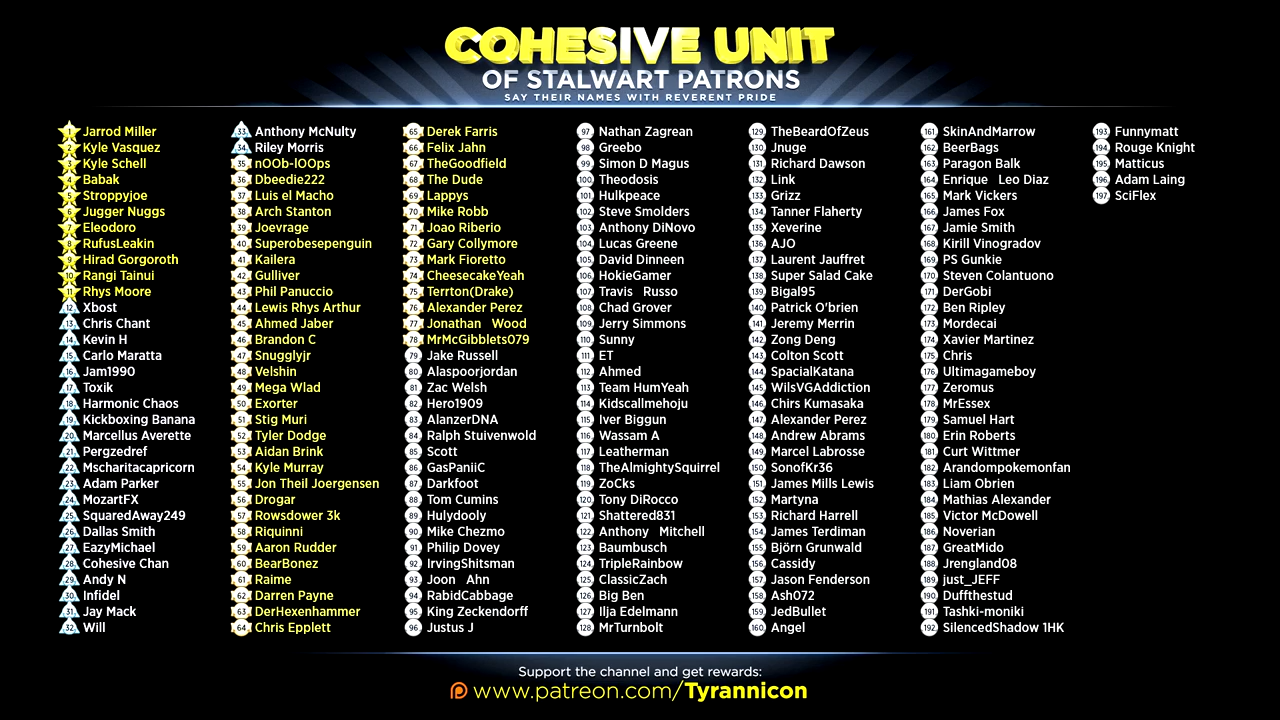 COHESIVE UNIT
OF STALWART PATRONS
SAY THEIR NAMES WITH REVERENT PRIDE
1 Jarrod Miller
2 Kyle Vasquez
3 Kyle Schell
4 Babak
5 Stroppyjoe
6 Jugger Nuggs
7 Eleodoro
8 RufusLeakin
9 Hirad Gorgoroth
10 Rangi Tainui
11 Rhys Moore
12 Xbost
13 Chris Chant
14 Kevin H
15 Carlo Maratta
16 Jam1990
17 Toxik
18 Harmonic Chaos
19 Kickboxing Banana
20 Marcellus Averette
21 Pergzedref
22 Mscharitacapricorn
23 Adam Parker
24 MozartFX
25 SquaredAway249
26 Dallas Smith
27 EazyMichael
28 Cohesive Chan
29 Andy N
30 Infidel
31 Jay Mack
32 Will
33 Anthony McNulty
34 Riley Morris
35 nOOb-lOOps
36 Dbeedie222
37 Luis el Macho
38 Arch Stanton
39 Joevrage
40 Superobesepenguin
41 Kailera
42 Gulliver
43 Phil Panuccio
44 Lewis Rhys Arthur
45 Ahmed Jaber
46 Brandon C
47 Snugglyjr
48 Velshin
49 Mega Wlad
50 Exorter
51 Stig Muri
52 Tyler Dodge
53 Aidan Brink
54 Kyle Murray
55 Jon Theil Joergensen
56 Drogar
57 Rowsdower 3k
58 Riquinni
59 Aaron Rudder
60 BearBonez
61 Raime
62 Darren Payne
63 DerHexenhammer
64 Chris Epplett
65 Derek Farris
66 Felix Jahn
67 TheGoodfield
68 The Dude
69 Lappys
70 Mike Robb
71 Joao Riberio
72 Gary Collymore
73 Mark Fioretto
74 CheesecakeYeah
75 Terrton(Drake)
76 Alexander Perez
77 Jonathan Wood
78 MrMcGibblets079
79 Jake Russell
80 Alaspoorjordan
81 Zac Welsh
82 Hero1909
83 AlanzerDNA
84 Ralph Stuivenwold
85 Scott
86 GasPaniiC
87 Darkfoot
88 Tom Cumins
89 Hulydooly
90 Mike Chezmo
91 Philip Dovey
92 IrvingShitsman
93 Joon Ahn
94 RabidCabbage
95 King Zeckendorff
96 Justus J
97 Nathan Zagrean
98 Greebo
99 Simon D Magus
100 Theodosis
101 Hulkpeace
102 Steve Smolders
103 Anthony DiNovo
104 Lucas Greene
105 David Dinneen
106 HokieGamer
107 Travis Russo
108 Chad Grover
109 Jerry Simmons
110 Sunny
111 ET
112 Ahmed
113 Team HumYeah
114 Kidscallmehoju
115 Iver Biggun
116 Wassam A
117 Leatherman
118 TheAlmightySquirrel
119 ZoCks
120 Tony DiRocco
121 Shattered831
122 Anthony Mitchell
123 Baumbusch
124 TripleRainbow
125 ClassicZach
126 Big Ben
127 Ilja Edelmann
128 MrTurnbolt
129 TheBeardOfZeus
130 Jnuge
131 Richard Dawson
132 Link
133 Grizz
134 Tanner Flaherty
135 Xeverine
136 AJO
137 Laurent Jauffret
138 Super Salad Cake
139 Bigal95
140 Patrick O'brien
141 Jeremy Merrin
142 Zong Deng
143 Colton Scott
144 SpacialKatana
145 WilsVGAddiction
146 Chirs Kumasaka
147 Alexander Perez
148 Andrew Abrams
149 Marcel Labrosse
150 SonofKr36
151 James Mills Lewis
152 Martyna
153 Richard Harrell
154 James Terdiman
155 Björn Grunwald
156 Cassidy
157 Jason Fenderson
158 Ash072
159 JedBullet
160 Angel
161 SkinAndMarrow
162 BeerBags
163 Paragon Balk
164 Enrique Leo Diaz
165 Mark Vickers
166 James Fox
167 Jamie Smith
168 Kirill Vinogradov
169 PS Gunkie
170 Steven Colantuono
171 DerGobi
172 Ben Ripley
173 Mordecai
174 Xavier Martinez
175 Chris
176 Ultimagameboy
177 Zeromus
178 MrEssex
179 Samuel Hart
180 Erin Roberts
181 Curt Wittmer
182 Arandompokemonfan
183 Liam Obrien
184 Mathias Alexander
185 Victor McDowell
186 Noverian
187 GreatMido
188 Jrengland08
189 just_JEFF
190 Duffthestud
191 Tashki-moniki
192 SilencedShadow 1HK
193 Funnymatt
194 Rouge Knight
195 Matticus
196 Adam Laing
197 SciFlex
Support the channel and get rewards:
www.patreon.com/Tyrannicon